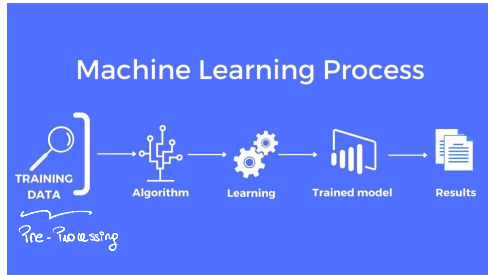 Machine Learning Process
TRAINING
DATA
Algorithm
Learning
Trained model
Results
Pre-Processing